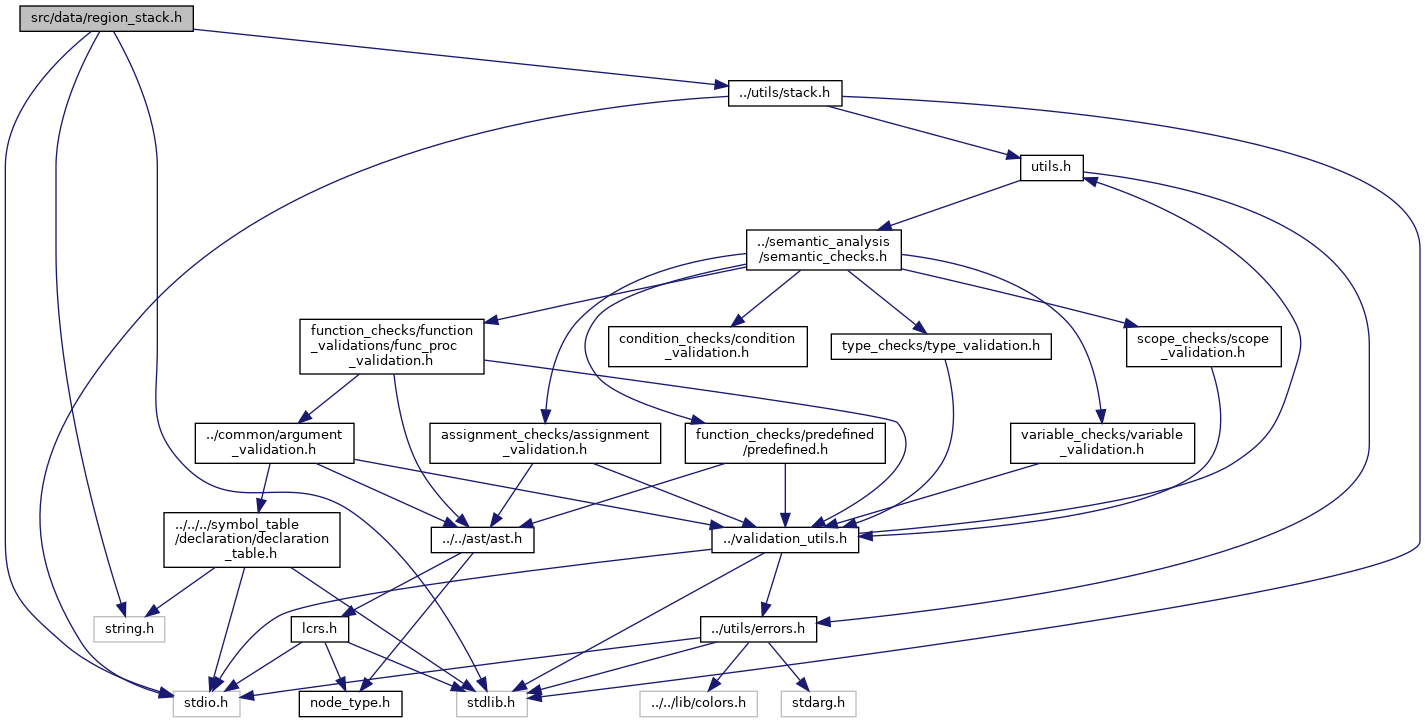 src/data/region_stack.h
../utils/stack.h
utils.h
../semantic_analysis
/semantic_checks.h
function_checks/function
_validations/func_proc
_validation.h
condition_checks/condition
_validation.h
type_checks/type_validation.h
scope_checks/scope
_validation.h
../common/argument
_validation.h
assignment_checks/assignment
_validation.h
function_checks/predefined
/predefined.h
variable_checks/variable
_validation.h
../../../symbol_table
/declaration/declaration
_table.h
../../ast/ast.h
../validation_utils.h
string.h
lcrs.h
../utils/errors.h
stdio.h
node_type.h
stdlib.h
../../lib/colors.h
stdarg.h